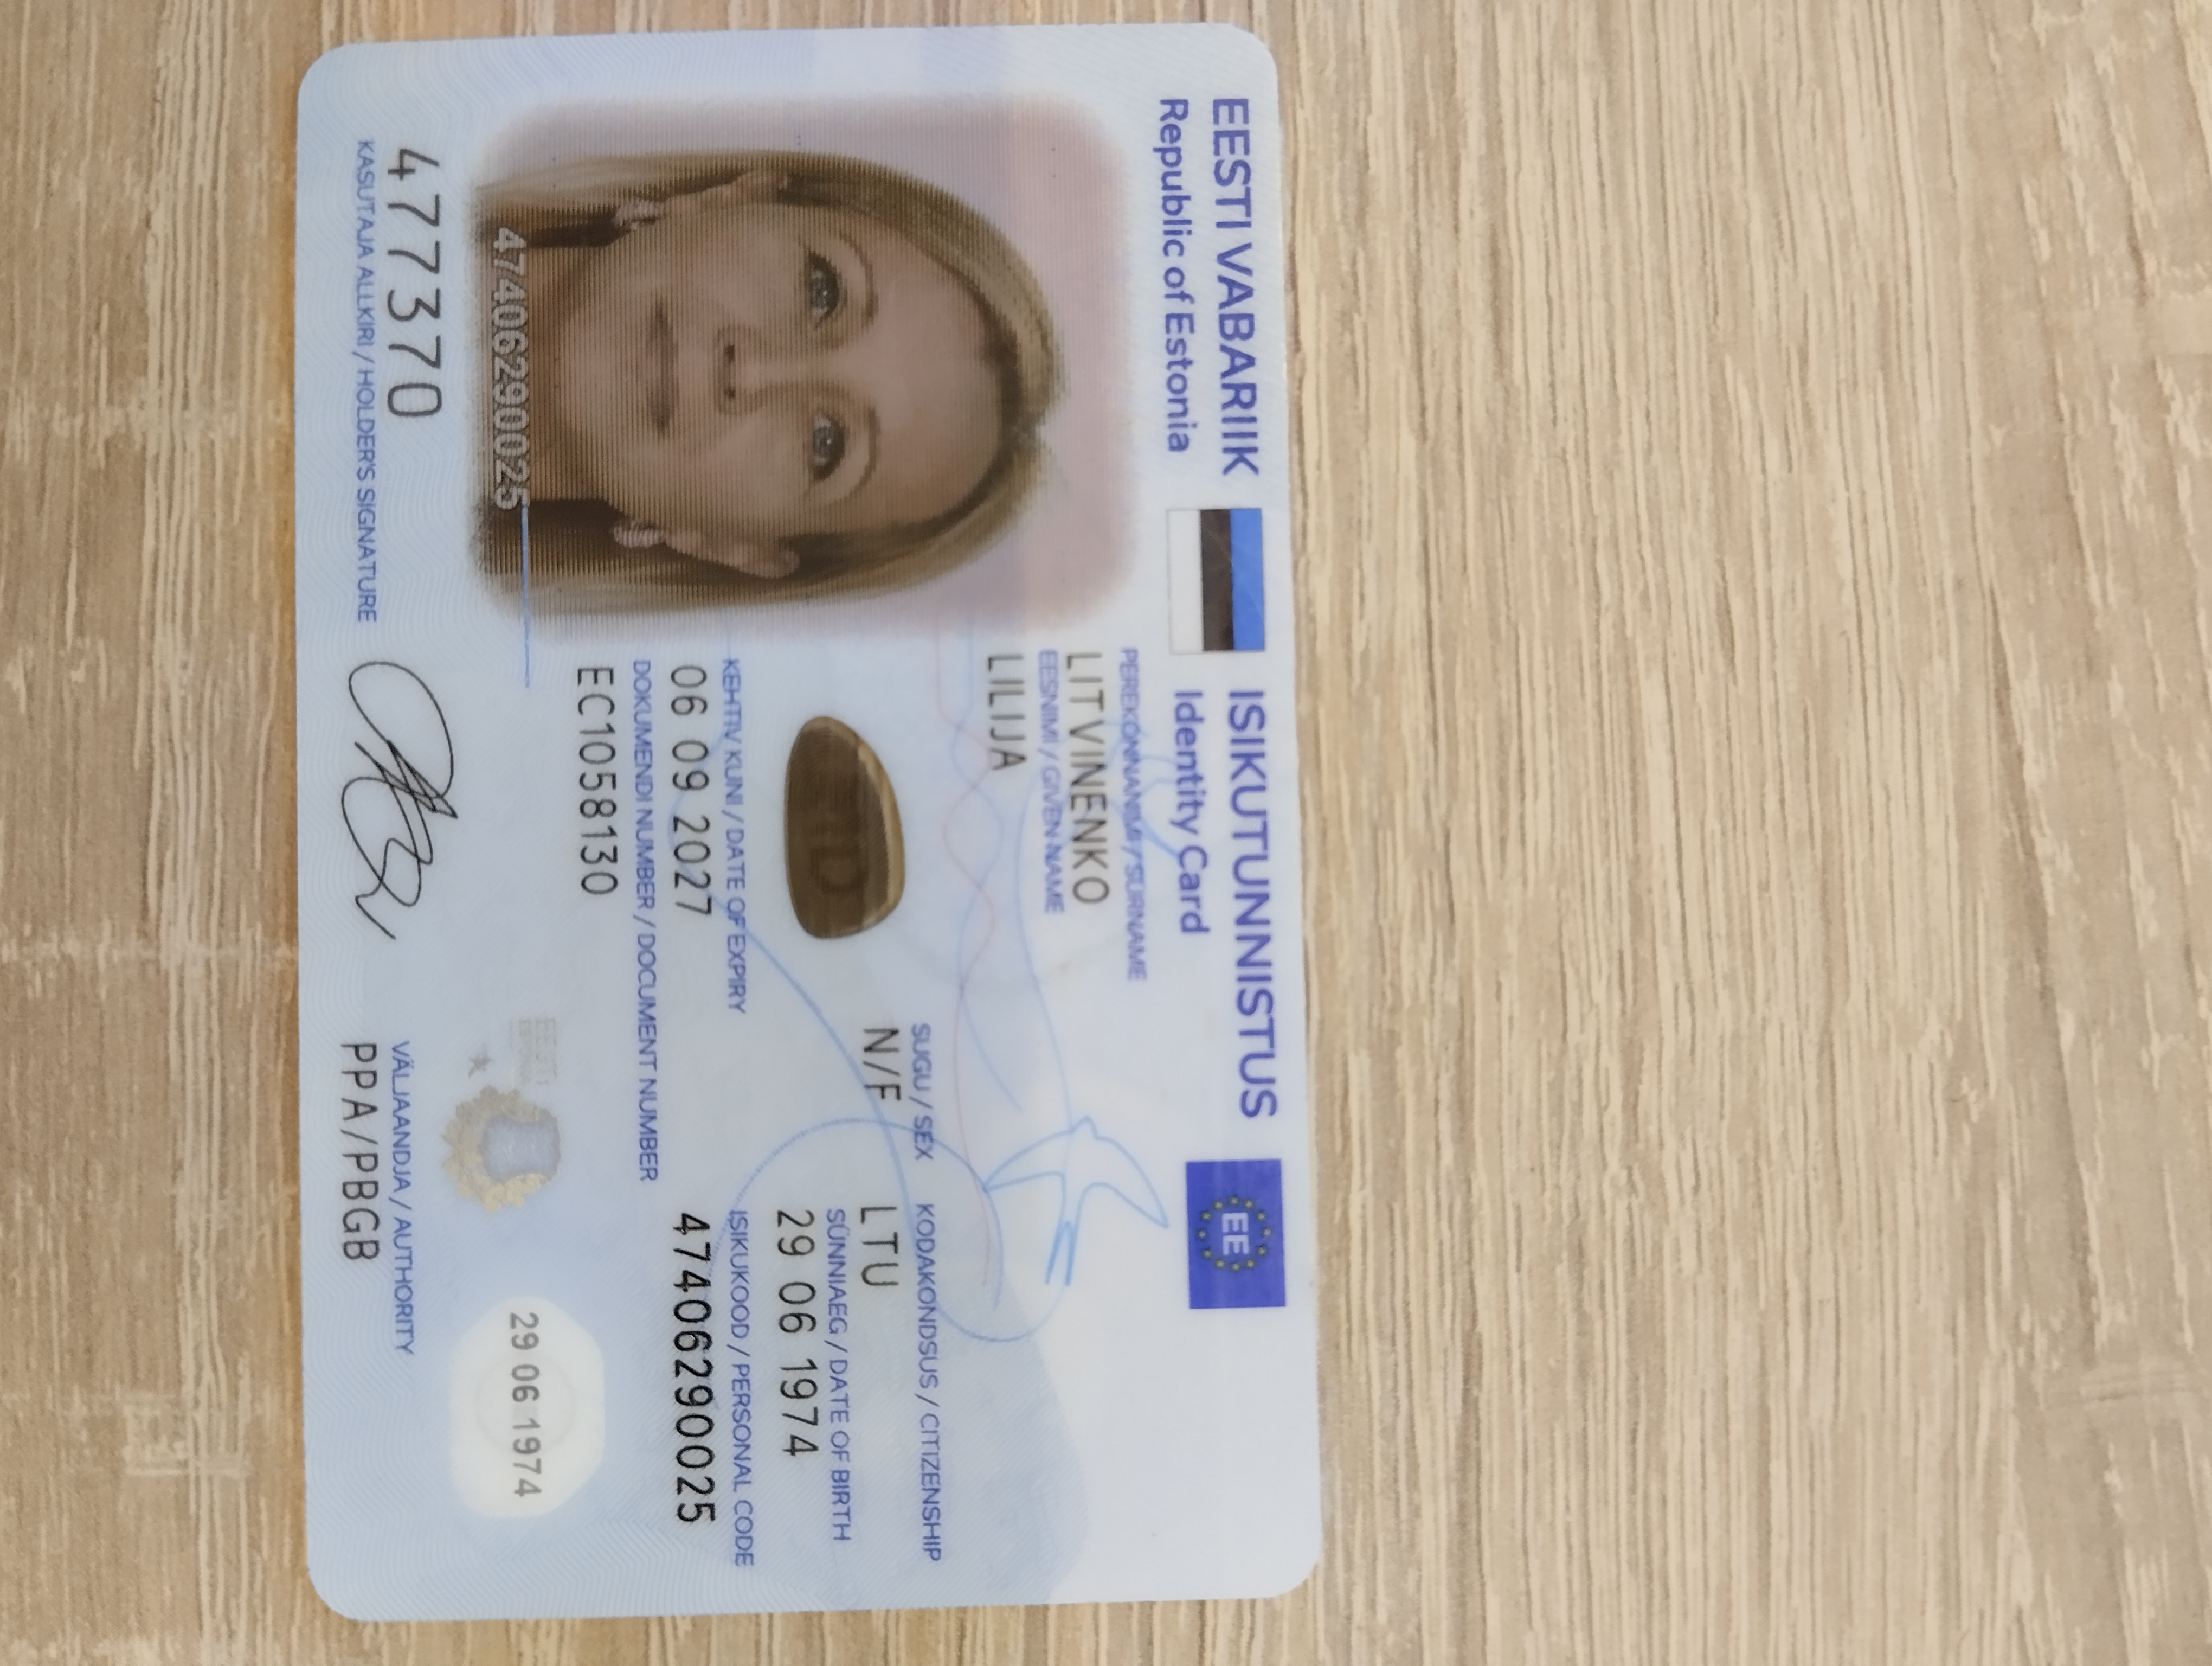 EESTI VABARIIK
Republic of Estonia
ISIKUTUNNISTUS
Identity Card
EE
PEREKONNANIMI / SURNAME
LITVINENKO
EESNIMI / GIVEN NAME
LILIJA
SUGU / SEX
N/F
KODAKONDSUS / CITIZENSHIP
LTU
SÜNNIAEG / DATE OF BIRTH
29 06 1974
KEHTIV KUNI / DATE OF EXPIRY
06 09 2027
ISIKUKOOD / PERSONAL CODE
47406290025
DOKUMENDI NUMBER / DOCUMENT NUMBER
EC1058130
EESTI
ESTONIA
29 06 1974
47406290025
477370
KASUTAJA ALLKIRI / HOLDER'S SIGNATURE
VÄLJAANDJA / AUTHORITY
PPA/PBGB